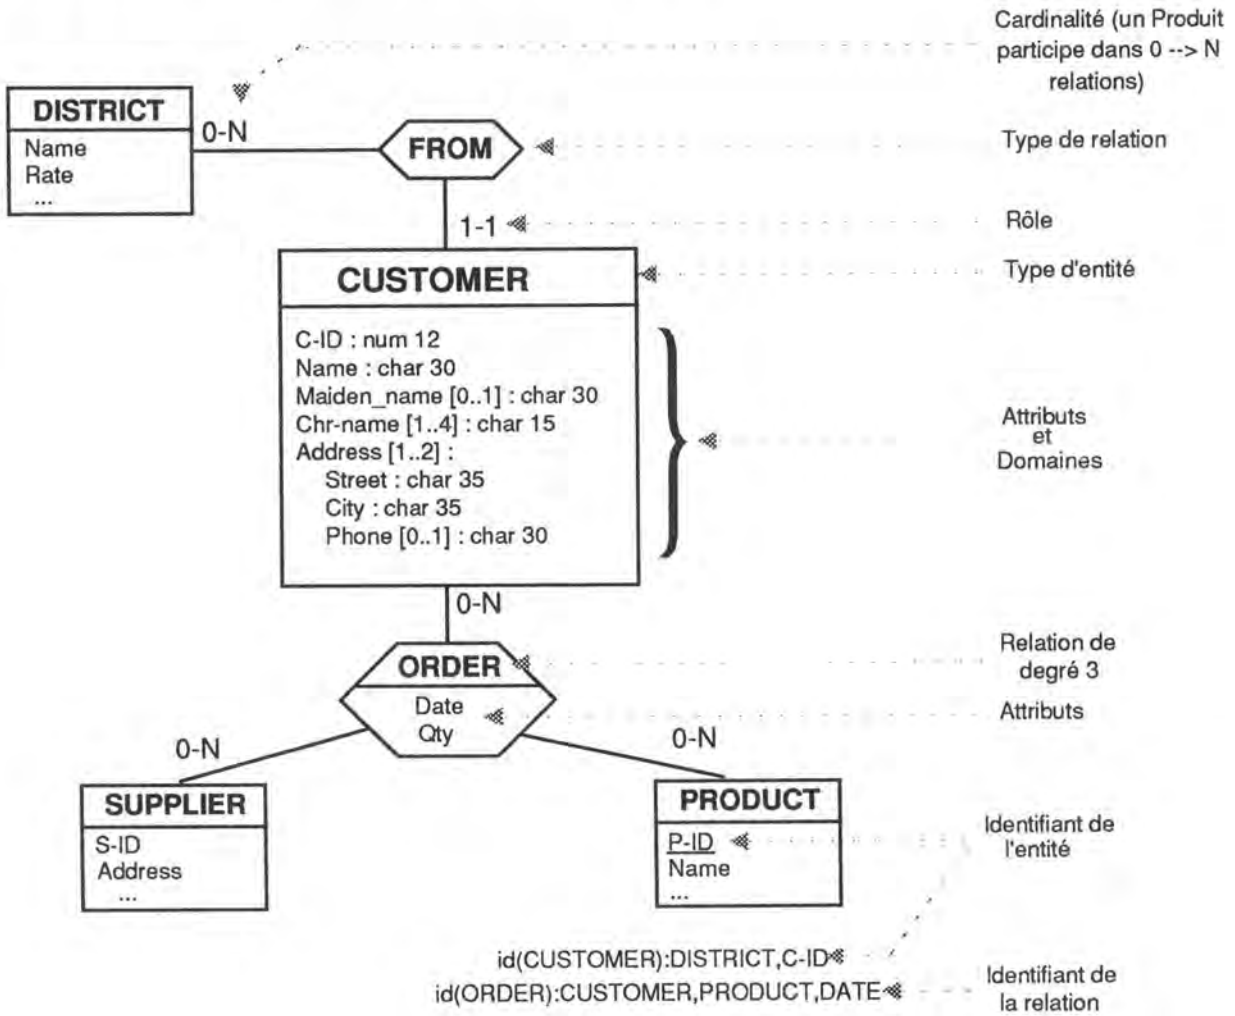 Cardinalité (un Produit
participe dans 0 --> N
relations)
DISTRICT
Name
Rate
...
0-N
FROM
Type de relation
1-1
Rôle
CUSTOMER
Type d'entité
C-ID : num 12
Name : char 30
Maiden_name [0..1] : char 30
Chr-name [1..4] : char 15
Address [1..2] :
Street : char 35
City : char 35
Phone [0..1] : char 30
Attributs
et
Domaines
0-N
ORDER
Date
Qty
Relation de
degré 3
Attributs
0-N
0-N
SUPPLIER
S-ID
Address
...
PRODUCT
P-ID
Name
...
Identifiant de
l'entité
id(CUSTOMER):DISTRICT,C-ID
id(ORDER):CUSTOMER,PRODUCT,DATE
Identifiant de
la relation